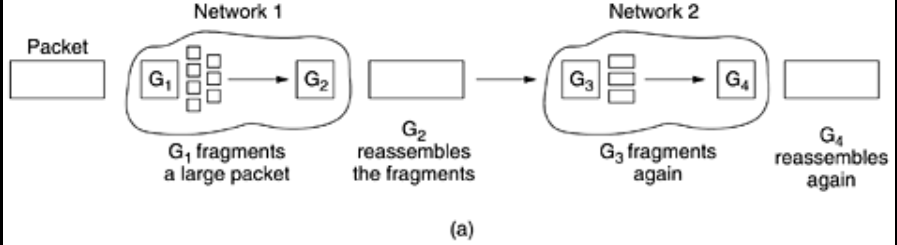 Network 1
Network 2
Packet
G1
G2
G3
G4
G1 fragments
a large packet
G2
reassembles
the fragments
G3 fragments
again
G4
reassembles
again
(a)